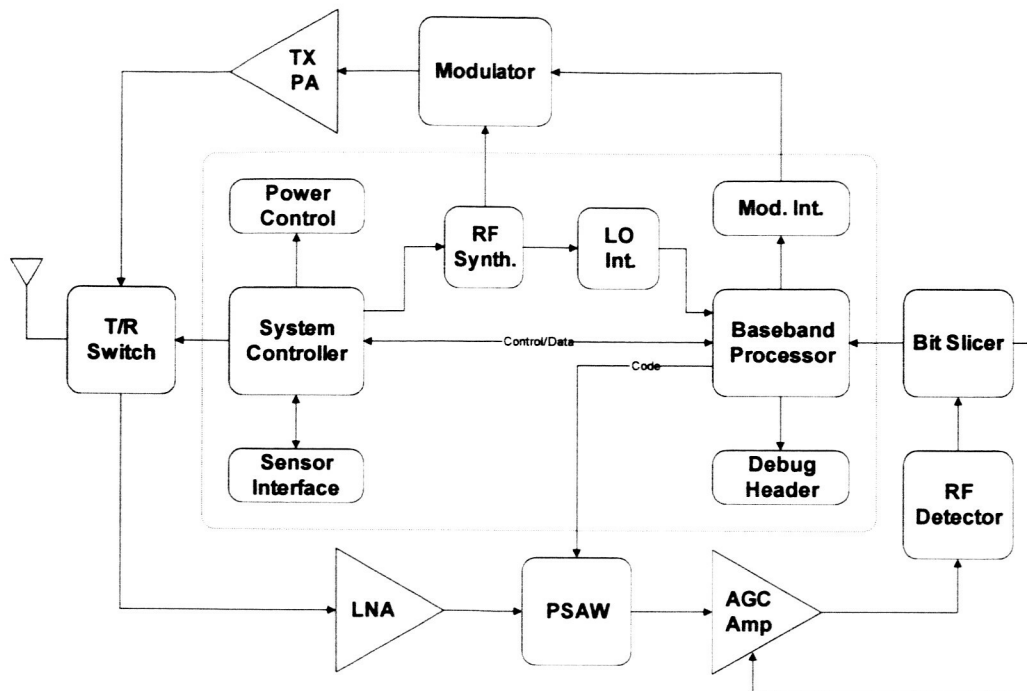 TX
PA
Modulator
Power
Control
RF
Synth.
LO
Int.
Mod. Int.
T/R
Switch
System
Controller
Control/Data
Code
Baseband
Processor
Bit Slicer
Sensor
Interface
Debug
Header
RF
Detector
LNA
PSAW
AGC
Amp